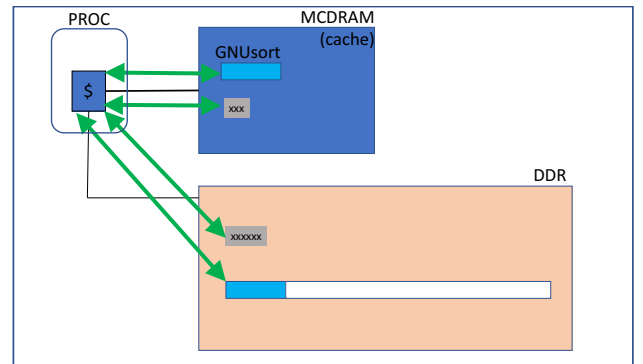 PROC
MCDRAM
(cache)
GNUsort
$
xxx
DDR
xxxxxx